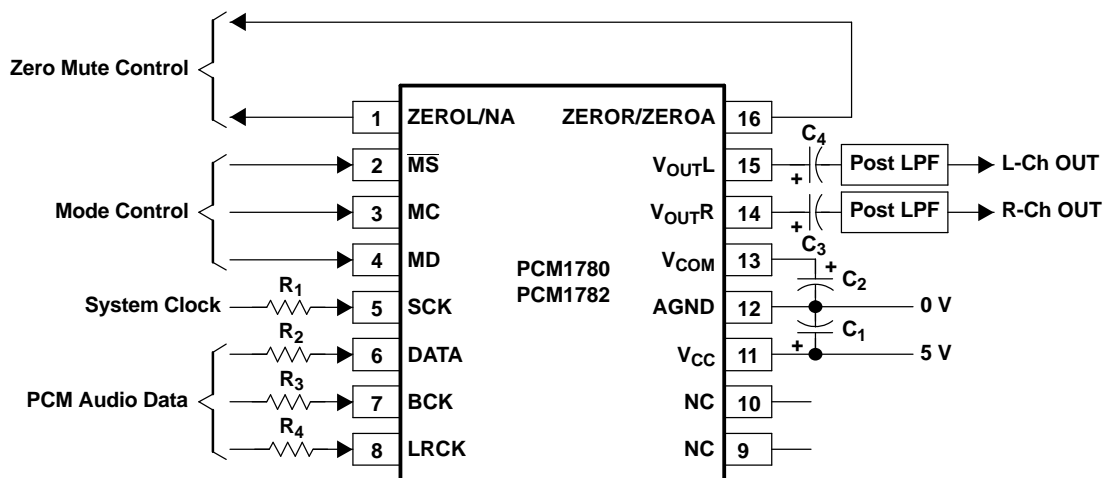 Zero Mute Control
1 ZEROL/NA ZEROR/ZEROA 16
C4
2 M̅S̅ VOUTL 15 + Post LPF L-Ch OUT
Mode Control 3 MC VOUTR 14 + Post LPF R-Ch OUT
C3
4 MD PCM1780 VCOM 13 + C2
PCM1782
System Clock R1 5 SCK AGND 12 0 V
C1
R2 6 DATA VCC 11 + 5 V
PCM Audio Data R3 7 BCK NC 10
R4 8 LRCK NC 9